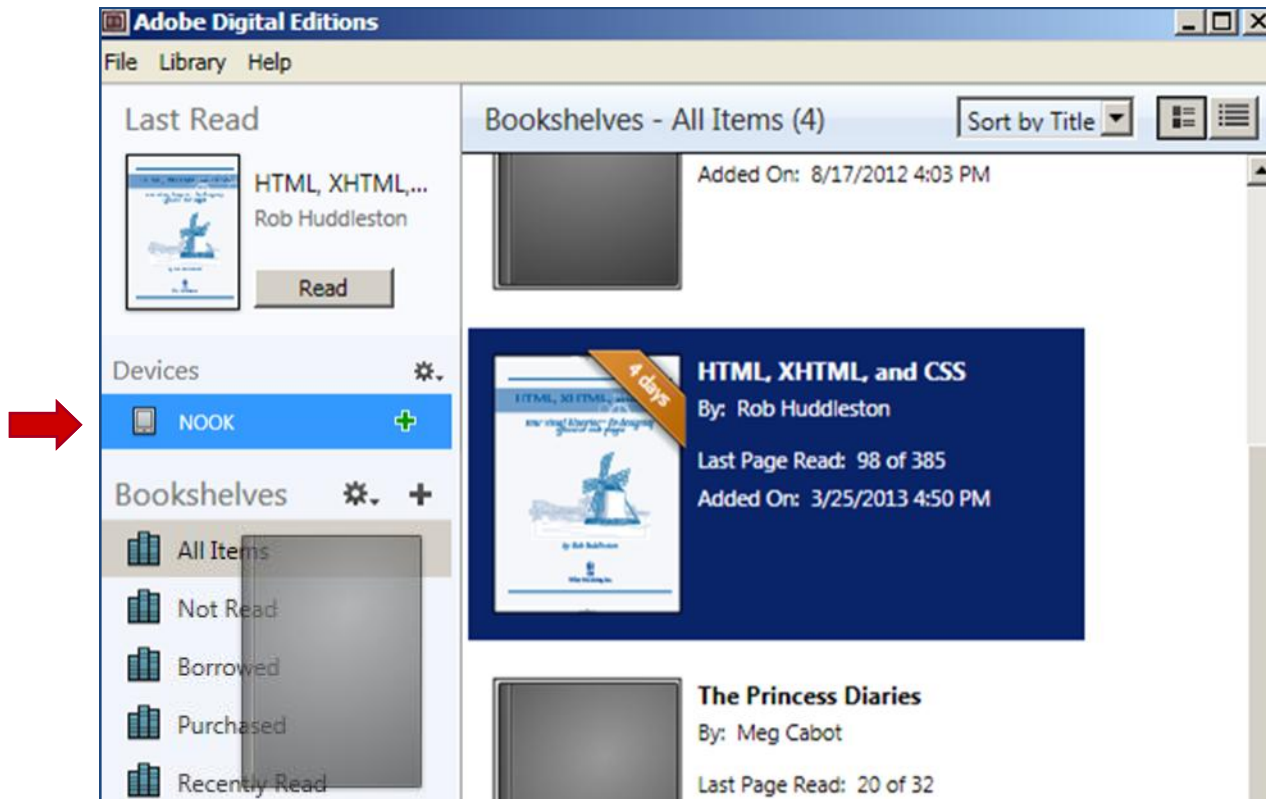 Adobe Digital Editions
File Library Help
Last Read
HTML, XHTML,...
Rob Huddleston
Read
Devices
NOOK
Bookshelves
All Items
Not Read
Borrowed
Purchased
Recently Read
Bookshelves - All Items (4)
Sort by Title
Added On: 8/17/2012 4:03 PM
4 days
HTML, XHTML, and CSS
By: Rob Huddleston
Last Page Read: 98 of 385
Added On: 3/25/2013 4:50 PM
The Princess Diaries
By: Meg Cabot
Last Page Read: 20 of 32